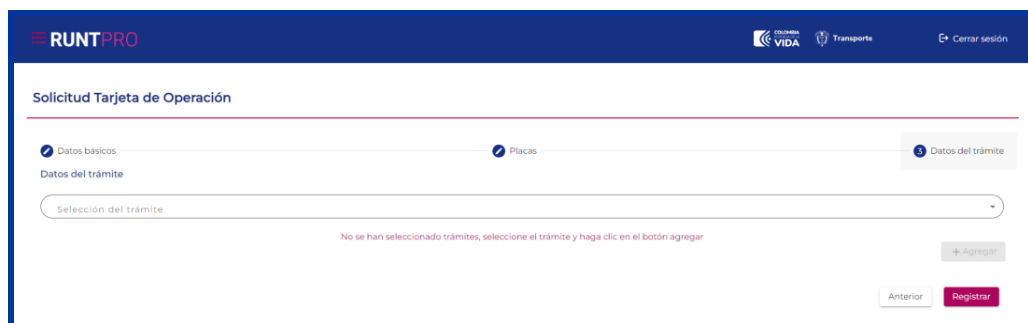 RUNTPRO
COLOMBIA
VIDA
Transporte
Cerrar sesión
Solicitud Tarjeta de Operación
Datos básicos
Placas
3 Datos del trámite
Datos del trámite
Selección del trámite
No se han seleccionado trámites, seleccione el trámite y haga clic en el botón agregar
+ Agregar
Anterior
Registrar